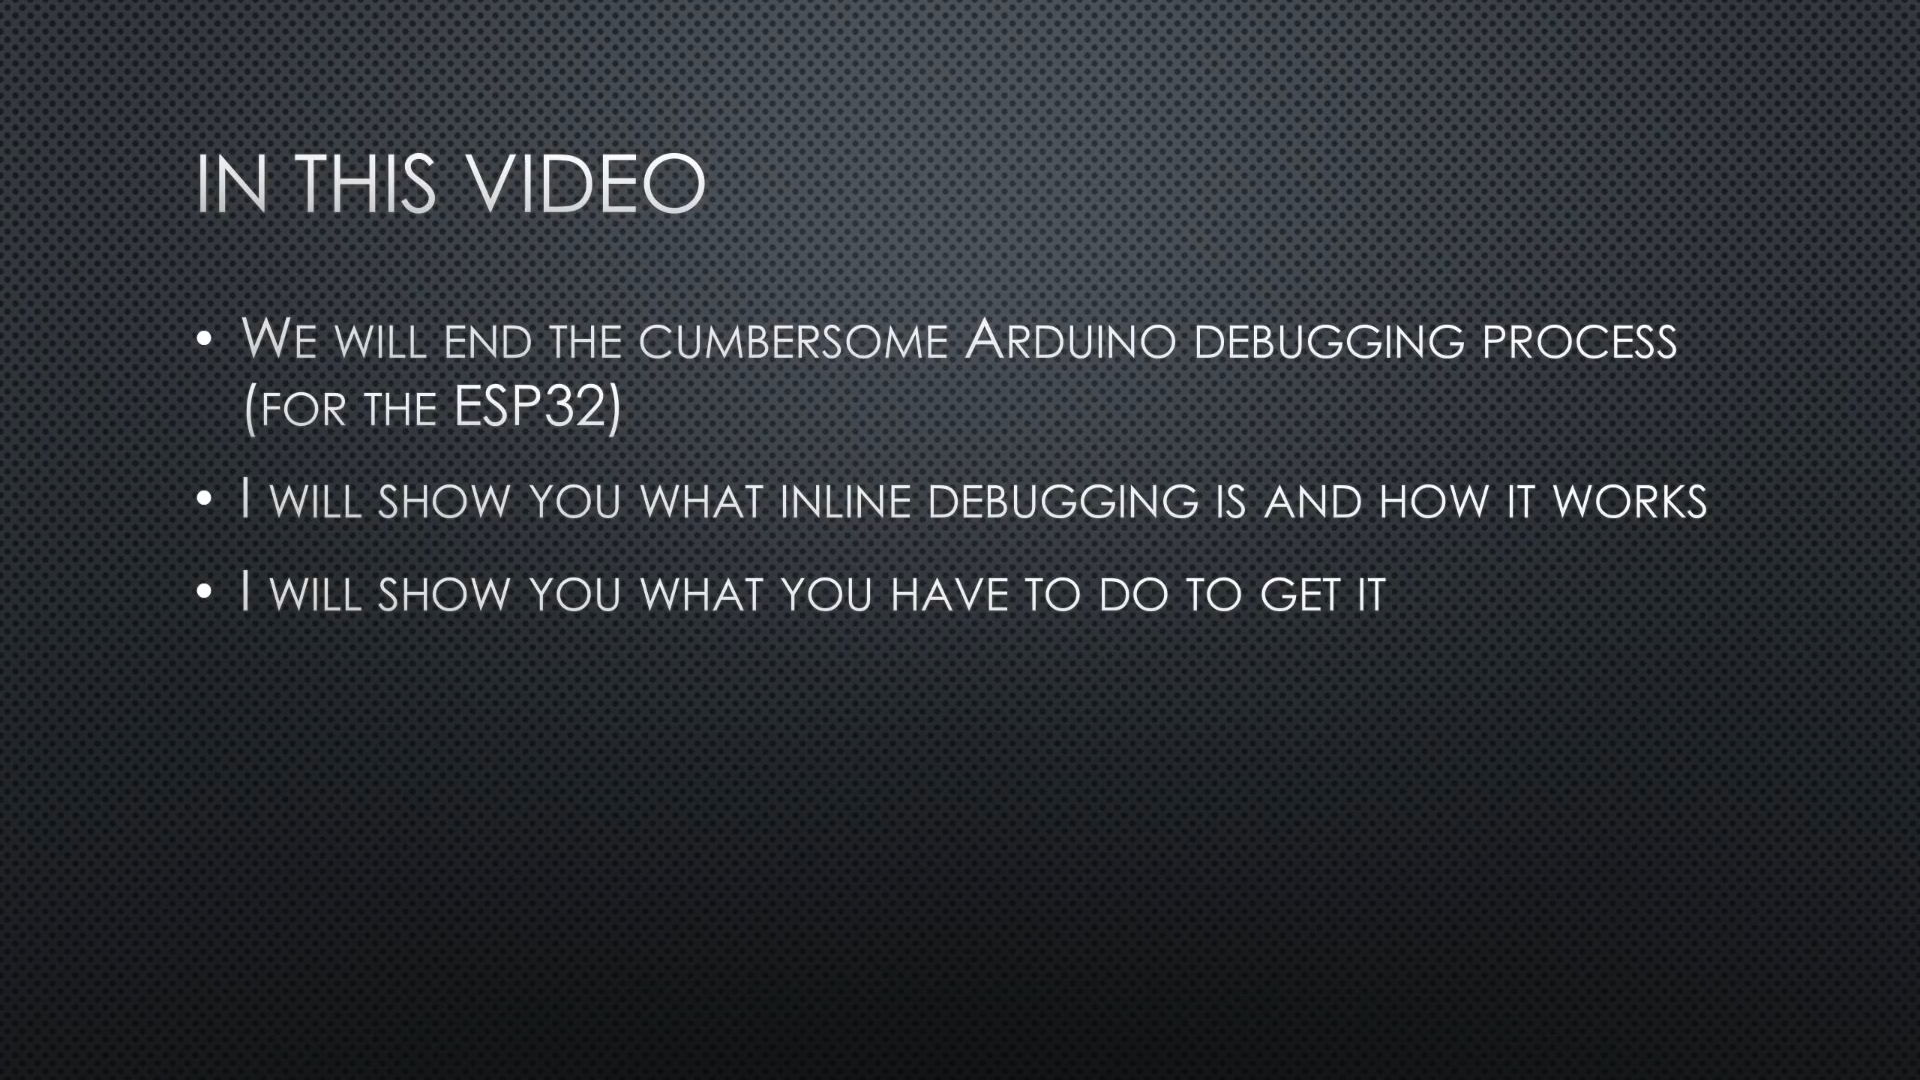 IN THIS VIDEO
• We will end the cumbersome Arduino debugging process
(for the ESP32)
• I will show you what inline debugging is and how it works
• I will show you what you have to do to get it